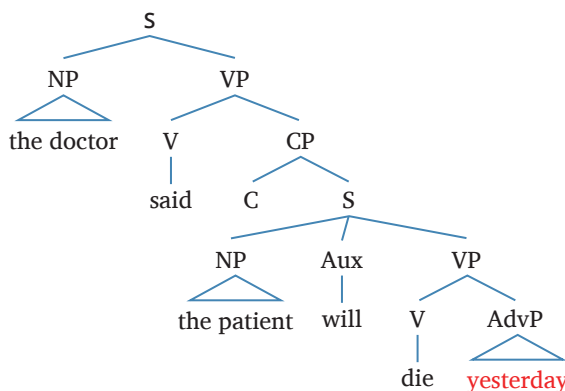 S
NP VP
the doctor V CP
said C S
NP Aux VP
the patient will V AdvP
die yesterday